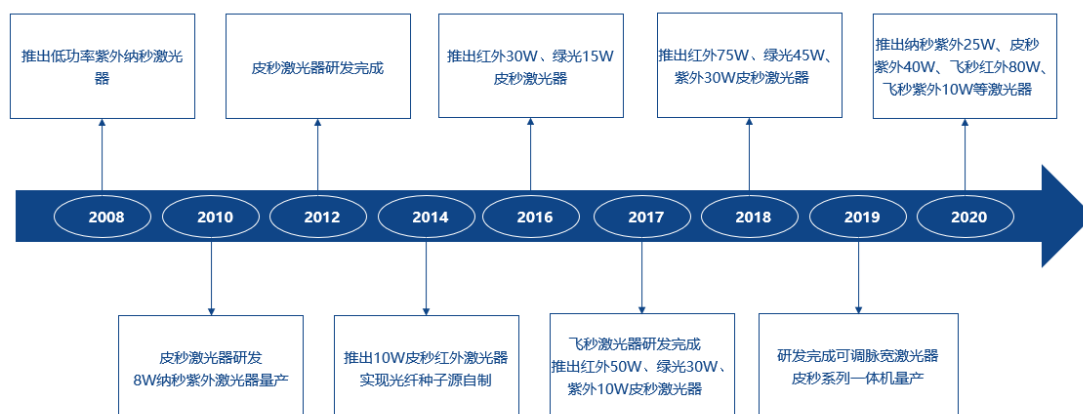 推出低功率紫外纳秒激光
器
皮秒激光器研发完成
推出红外30W、绿光15W
皮秒激光器
推出红外75W、绿光45W、
紫外30W皮秒激光器
推出纳秒紫外25W、皮秒
紫外40W、飞秒红外80W、
飞秒紫外10W等激光器
2008
2010
2012
2014
2016
2017
2018
2019
2020
皮秒激光器研发
8W纳秒紫外激光器量产
推出10W皮秒红外激光器
实现光纤种子源自制
飞秒激光器研发完成
推出红外50W、绿光30W、
紫外10W皮秒激光器
研发完成可调脉宽激光器
皮秒系列一体机量产